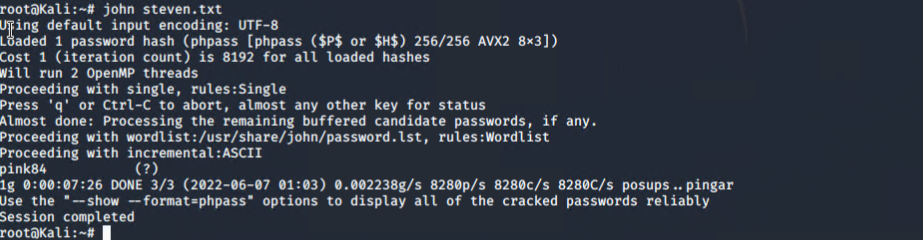 root@Kali:~# john steven.txt
Using default input encoding: UTF-8
Loaded 1 password hash (phpass [phpass ($P$ or $H$) 256/256 AVX2 8×3])
Cost 1 (iteration count) is 8192 for all loaded hashes
Will run 2 OpenMP threads
Proceeding with single, rules:Single
Press 'q' or Ctrl-C to abort, almost any other key for status
Almost done: Processing the remaining buffered candidate passwords, if any.
Proceeding with wordlist:/usr/share/john/password.lst, rules:Wordlist
Proceeding with incremental:ASCII
pink84           (?)
1g 0:00:07:26 DONE 3/3 (2022-06-07 01:03) 0.002238g/s 8280p/s 8280c/s 8280C/s posups..pingar
Use the "--show --format=phpass" options to display all of the cracked passwords reliably
Session completed
root@Kali:~#